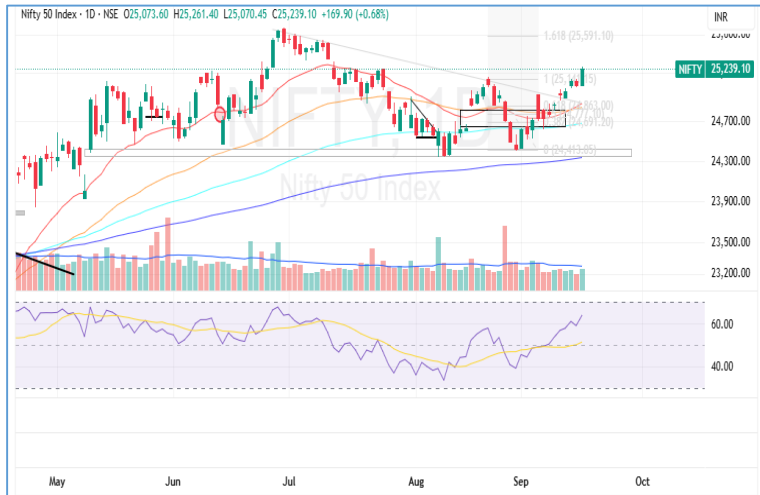 Nifty 50 Index · 1D · NSE O25,073.60 H25,261.40 L25,070.45 C25,239.10 +169.90 (+0.68%)
INR
1.618 (25,591.10)
NIFTY 25,239.10
NIFTY, 1D
24,700.00
0 (24,413.05)
24,300.00
Nifty 50 Index
23,900.00
23,500.00
23,200.00
60.00
40.00
May Jun Jul Aug Sep Oct